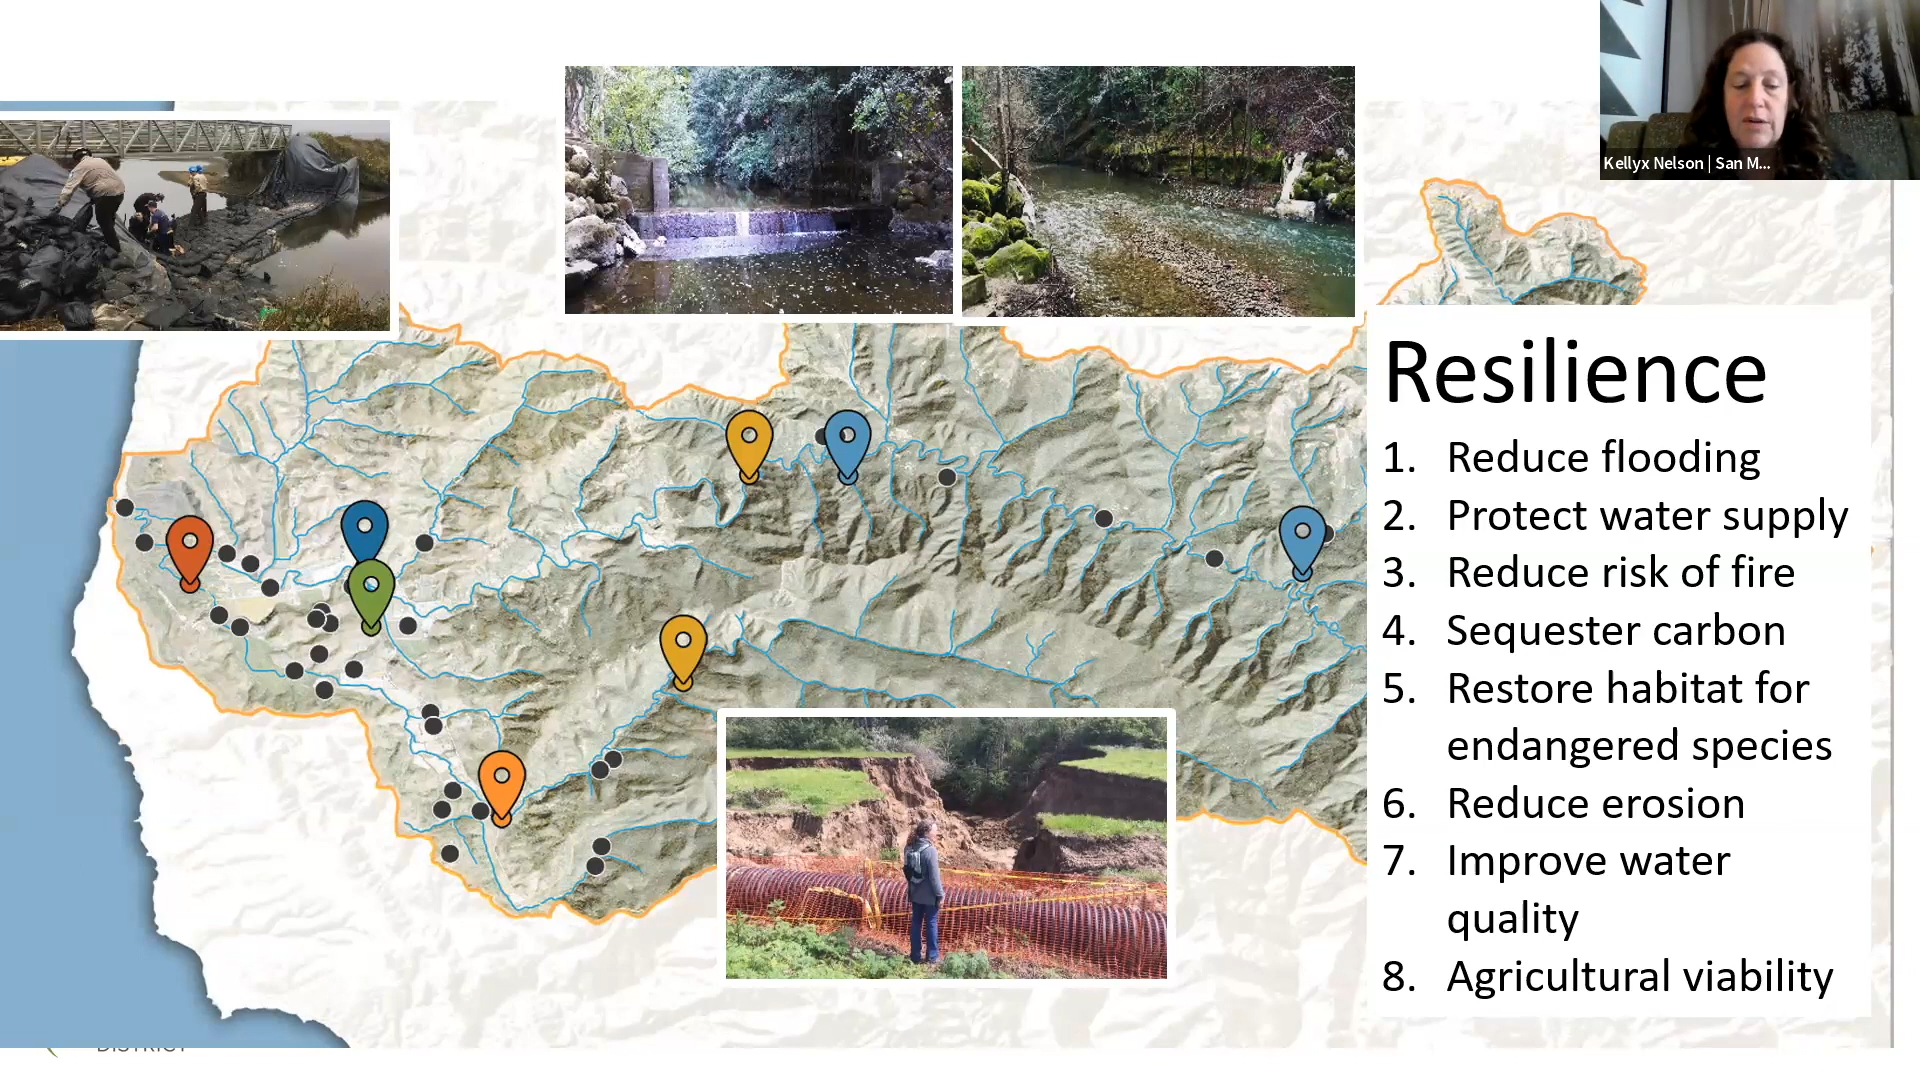 Kellyx Nelson | San M...
Resilience
1. Reduce flooding
2. Protect water supply
3. Reduce risk of fire
4. Sequester carbon
5. Restore habitat for
endangered species
6. Reduce erosion
7. Improve water
quality
8. Agricultural viability
DISTRICT